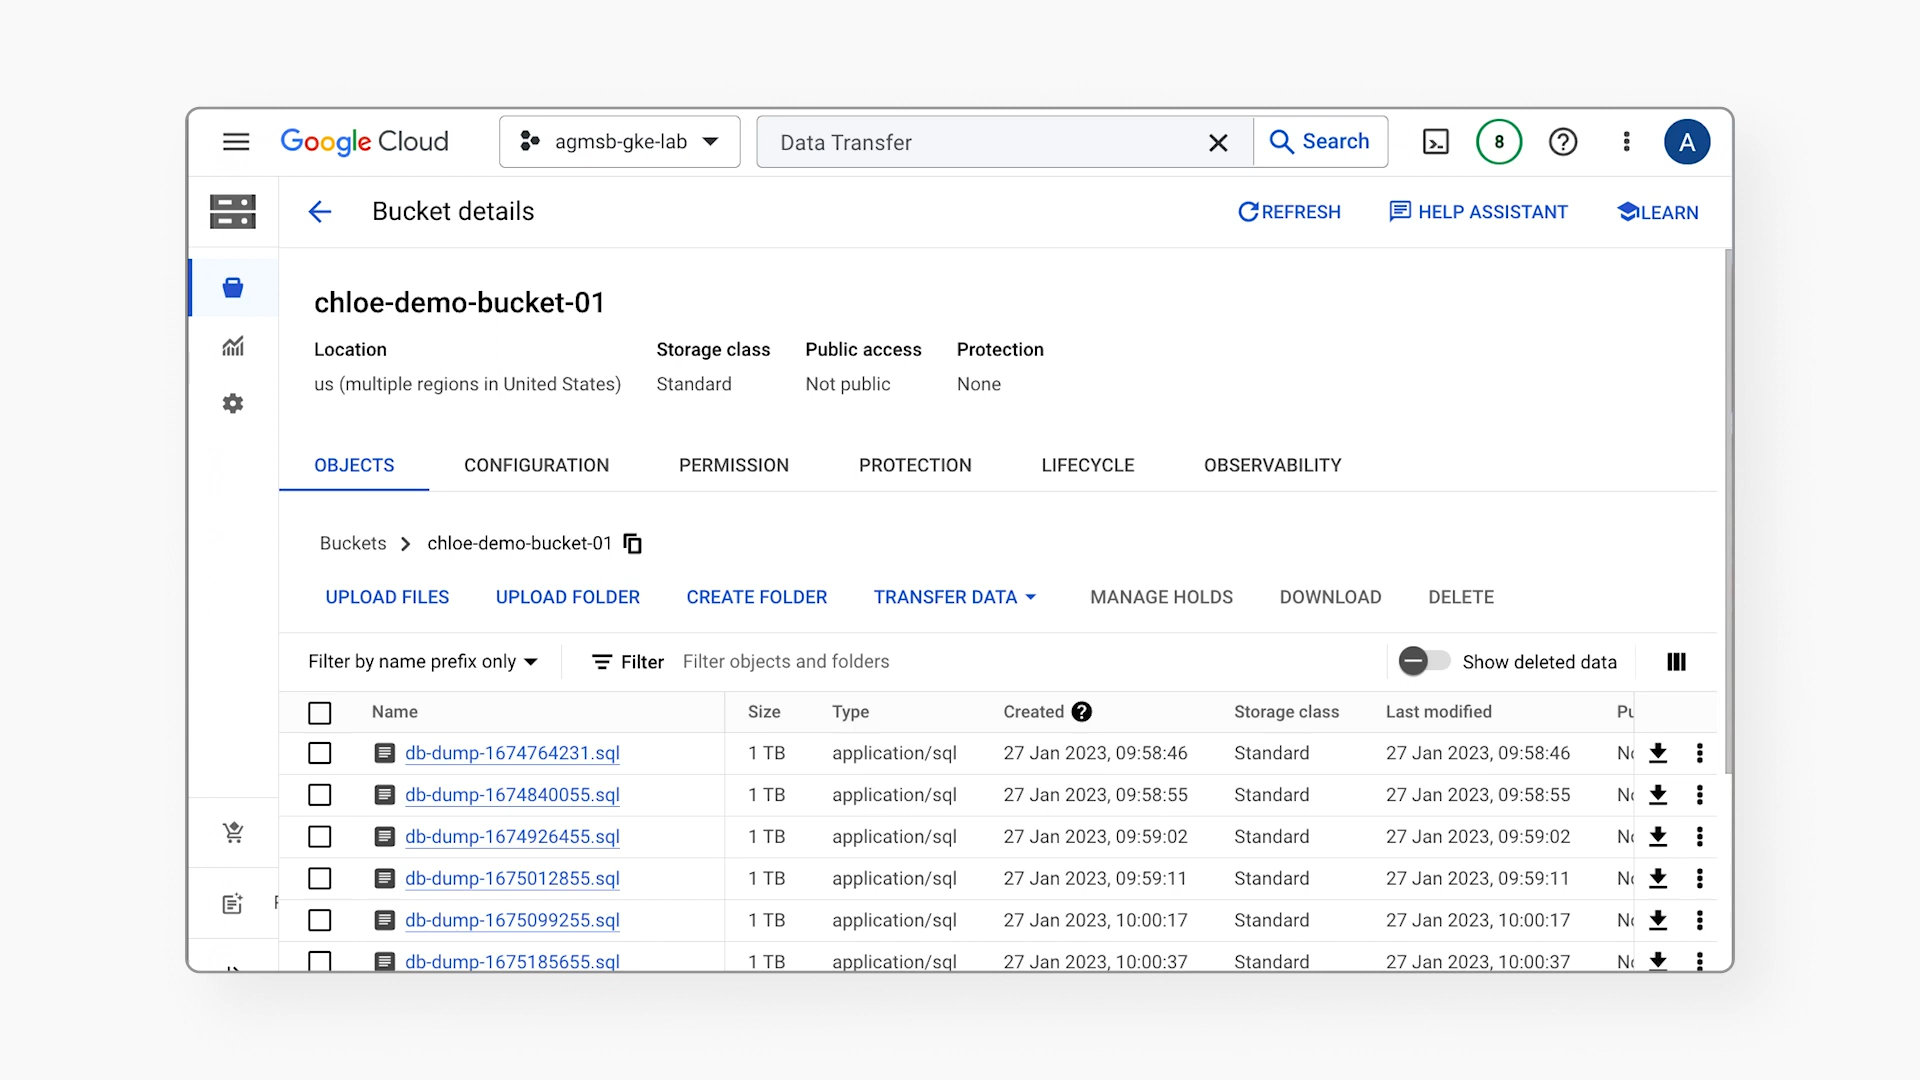 Google Cloud
agmsb-gke-lab
Data Transfer
Search
8
A
Bucket details
REFRESH
HELP ASSISTANT
LEARN
chloe-demo-bucket-01
Location Storage class Public access Protection
us (multiple regions in United States) Standard Not public None
OBJECTS CONFIGURATION PERMISSION PROTECTION LIFECYCLE OBSERVABILITY
Buckets chloe-demo-bucket-01
UPLOAD FILES UPLOAD FOLDER CREATE FOLDER TRANSFER DATA MANAGE HOLDS DOWNLOAD DELETE
Filter by name prefix only Filter Filter objects and folders Show deleted data
Name Size Type Created Storage class Last modified
db-dump-1674764231.sql 1 TB application/sql 27 Jan 2023, 09:58:46 Standard 27 Jan 2023, 09:58:46
db-dump-1674840055.sql 1 TB application/sql 27 Jan 2023, 09:58:55 Standard 27 Jan 2023, 09:58:55
db-dump-1674926455.sql 1 TB application/sql 27 Jan 2023, 09:59:02 Standard 27 Jan 2023, 09:59:02
db-dump-1675012855.sql 1 TB application/sql 27 Jan 2023, 09:59:11 Standard 27 Jan 2023, 09:59:11
db-dump-1675099255.sql 1 TB application/sql 27 Jan 2023, 10:00:17 Standard 27 Jan 2023, 10:00:17
db-dump-1675185655.sql 1 TB application/sql 27 Jan 2023, 10:00:37 Standard 27 Jan 2023, 10:00:37